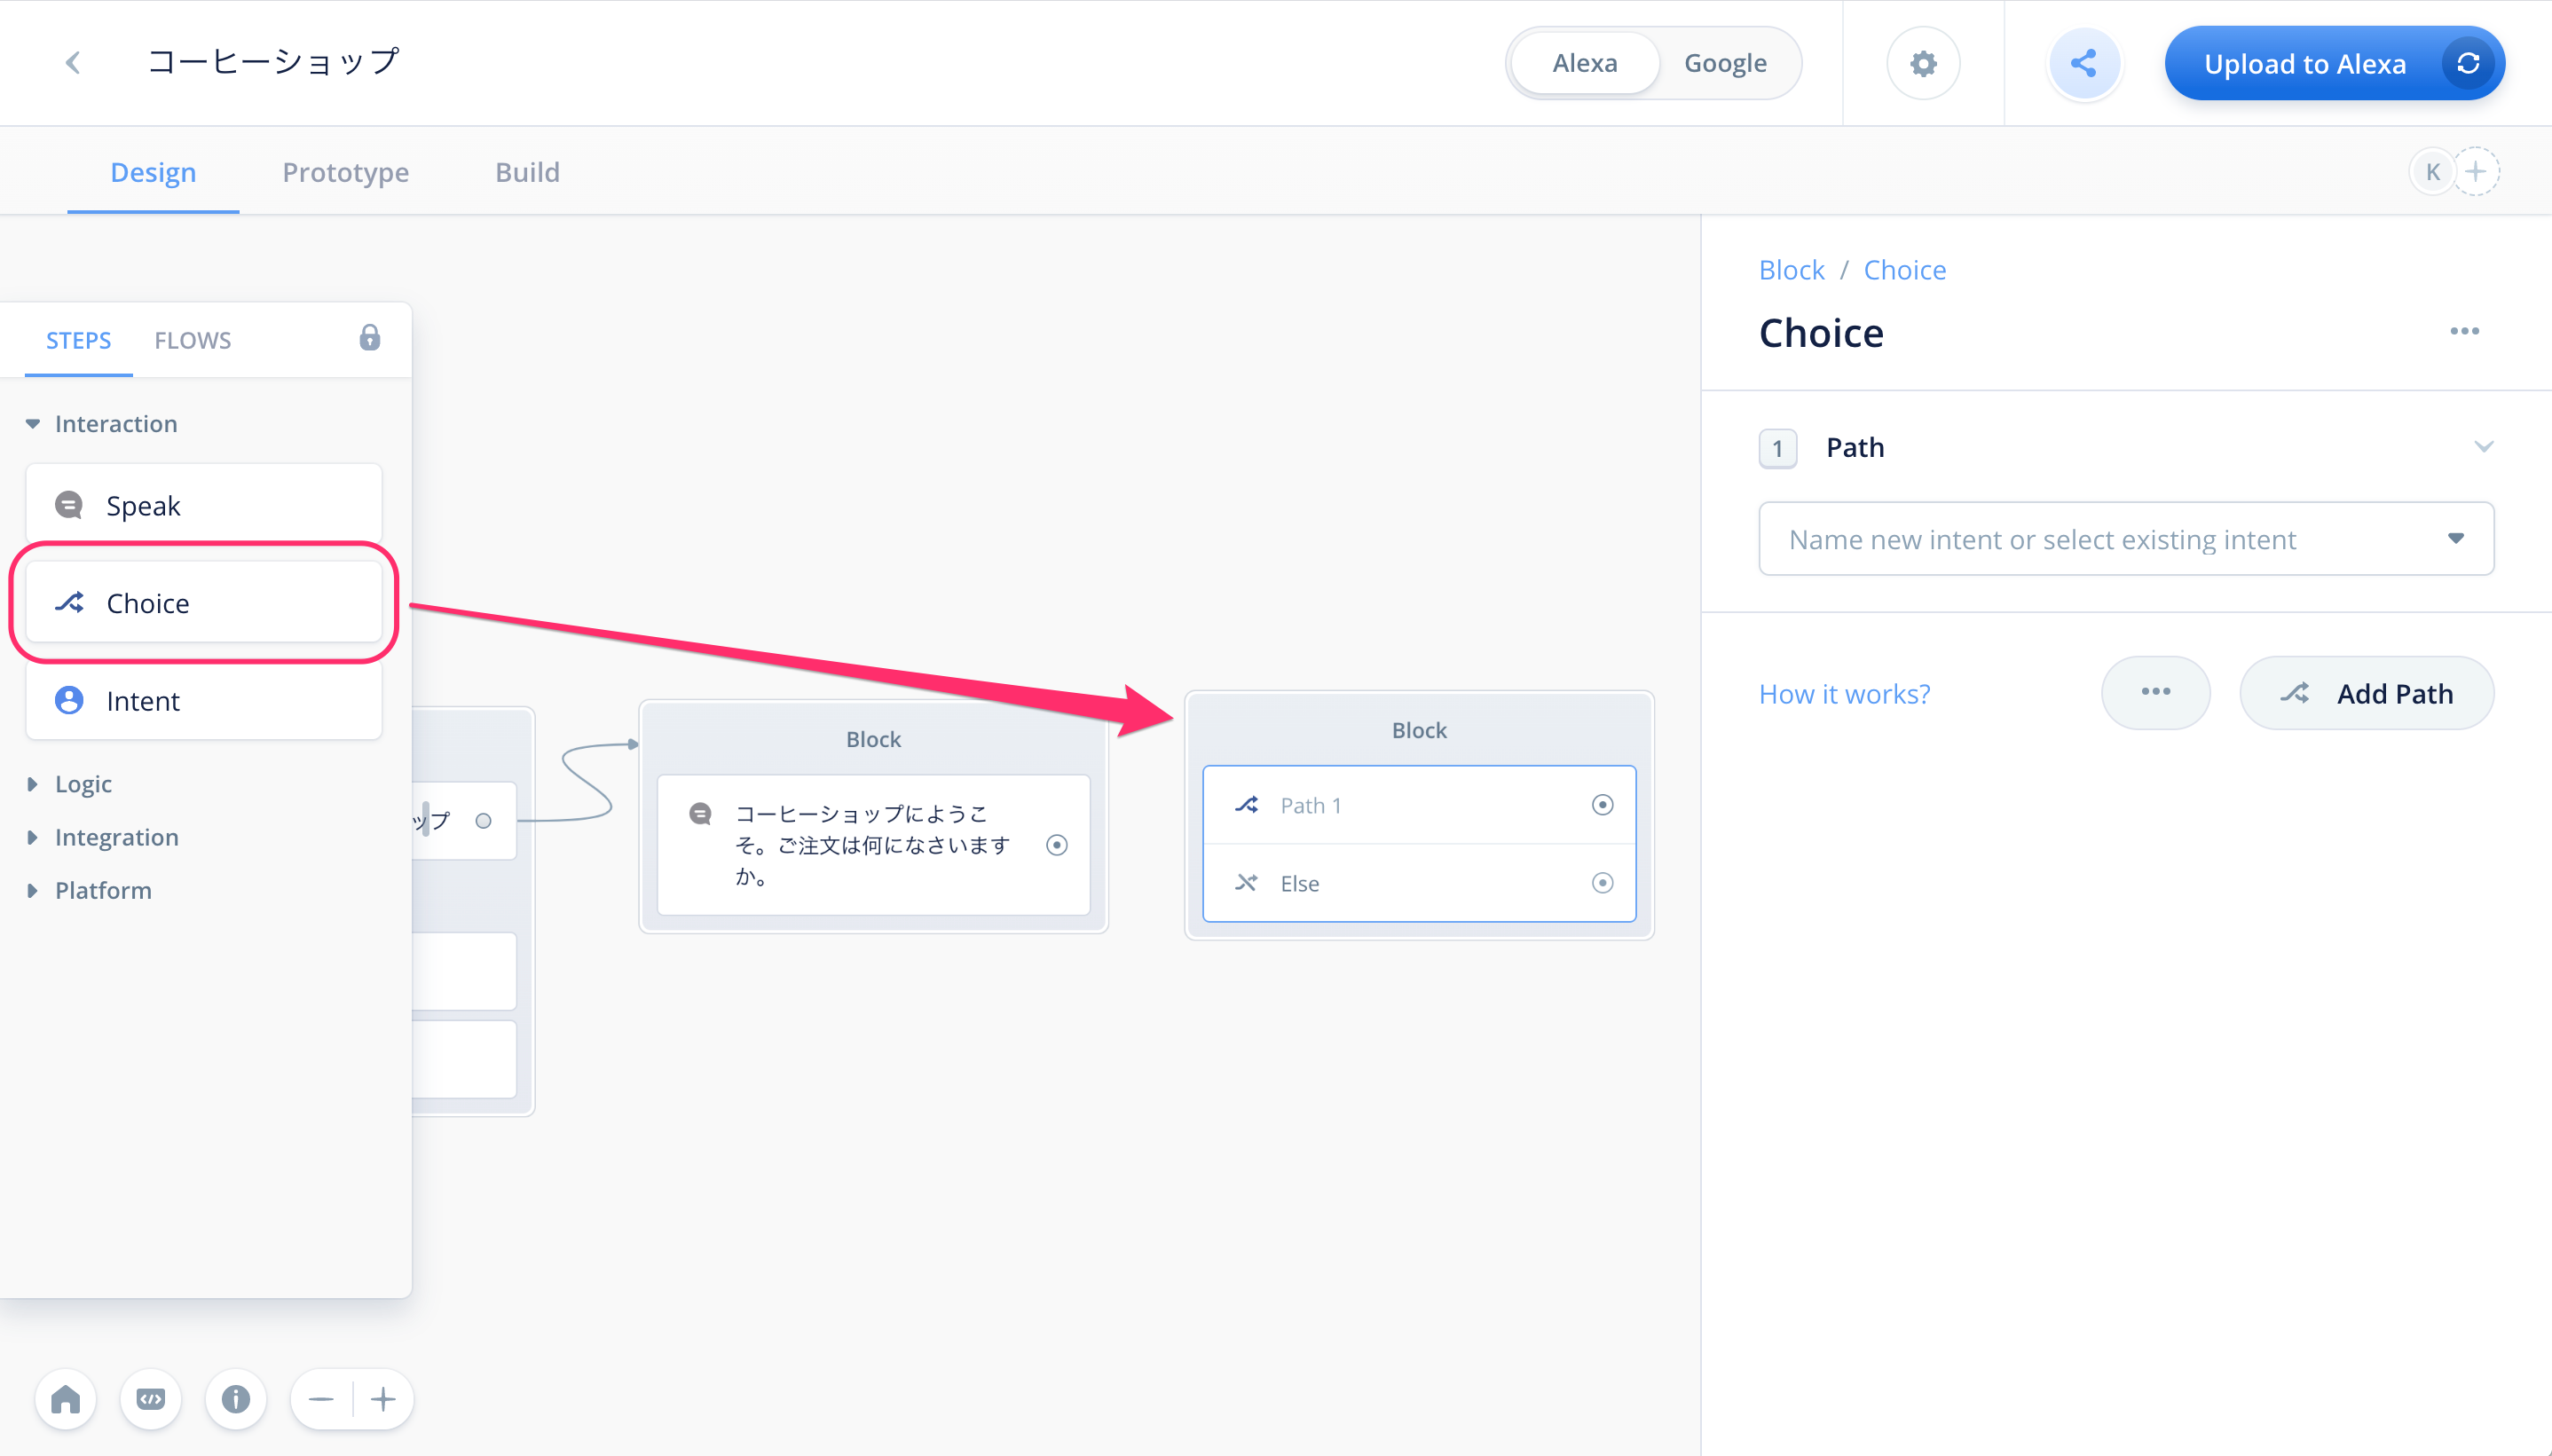 コーヒーショップ
Alexa
Google
Upload to Alexa
Design
Prototype
Build
K
STEPS
FLOWS
Interaction
Speak
Choice
Intent
Logic
Integration
Platform
ップ
Block
コーヒーショップにようこ
そ。ご注文は何になさいます
か。
Block
Path 1
Else
Block / Choice
Choice
1 Path
Name new intent or select existing intent
How it works?
Add Path